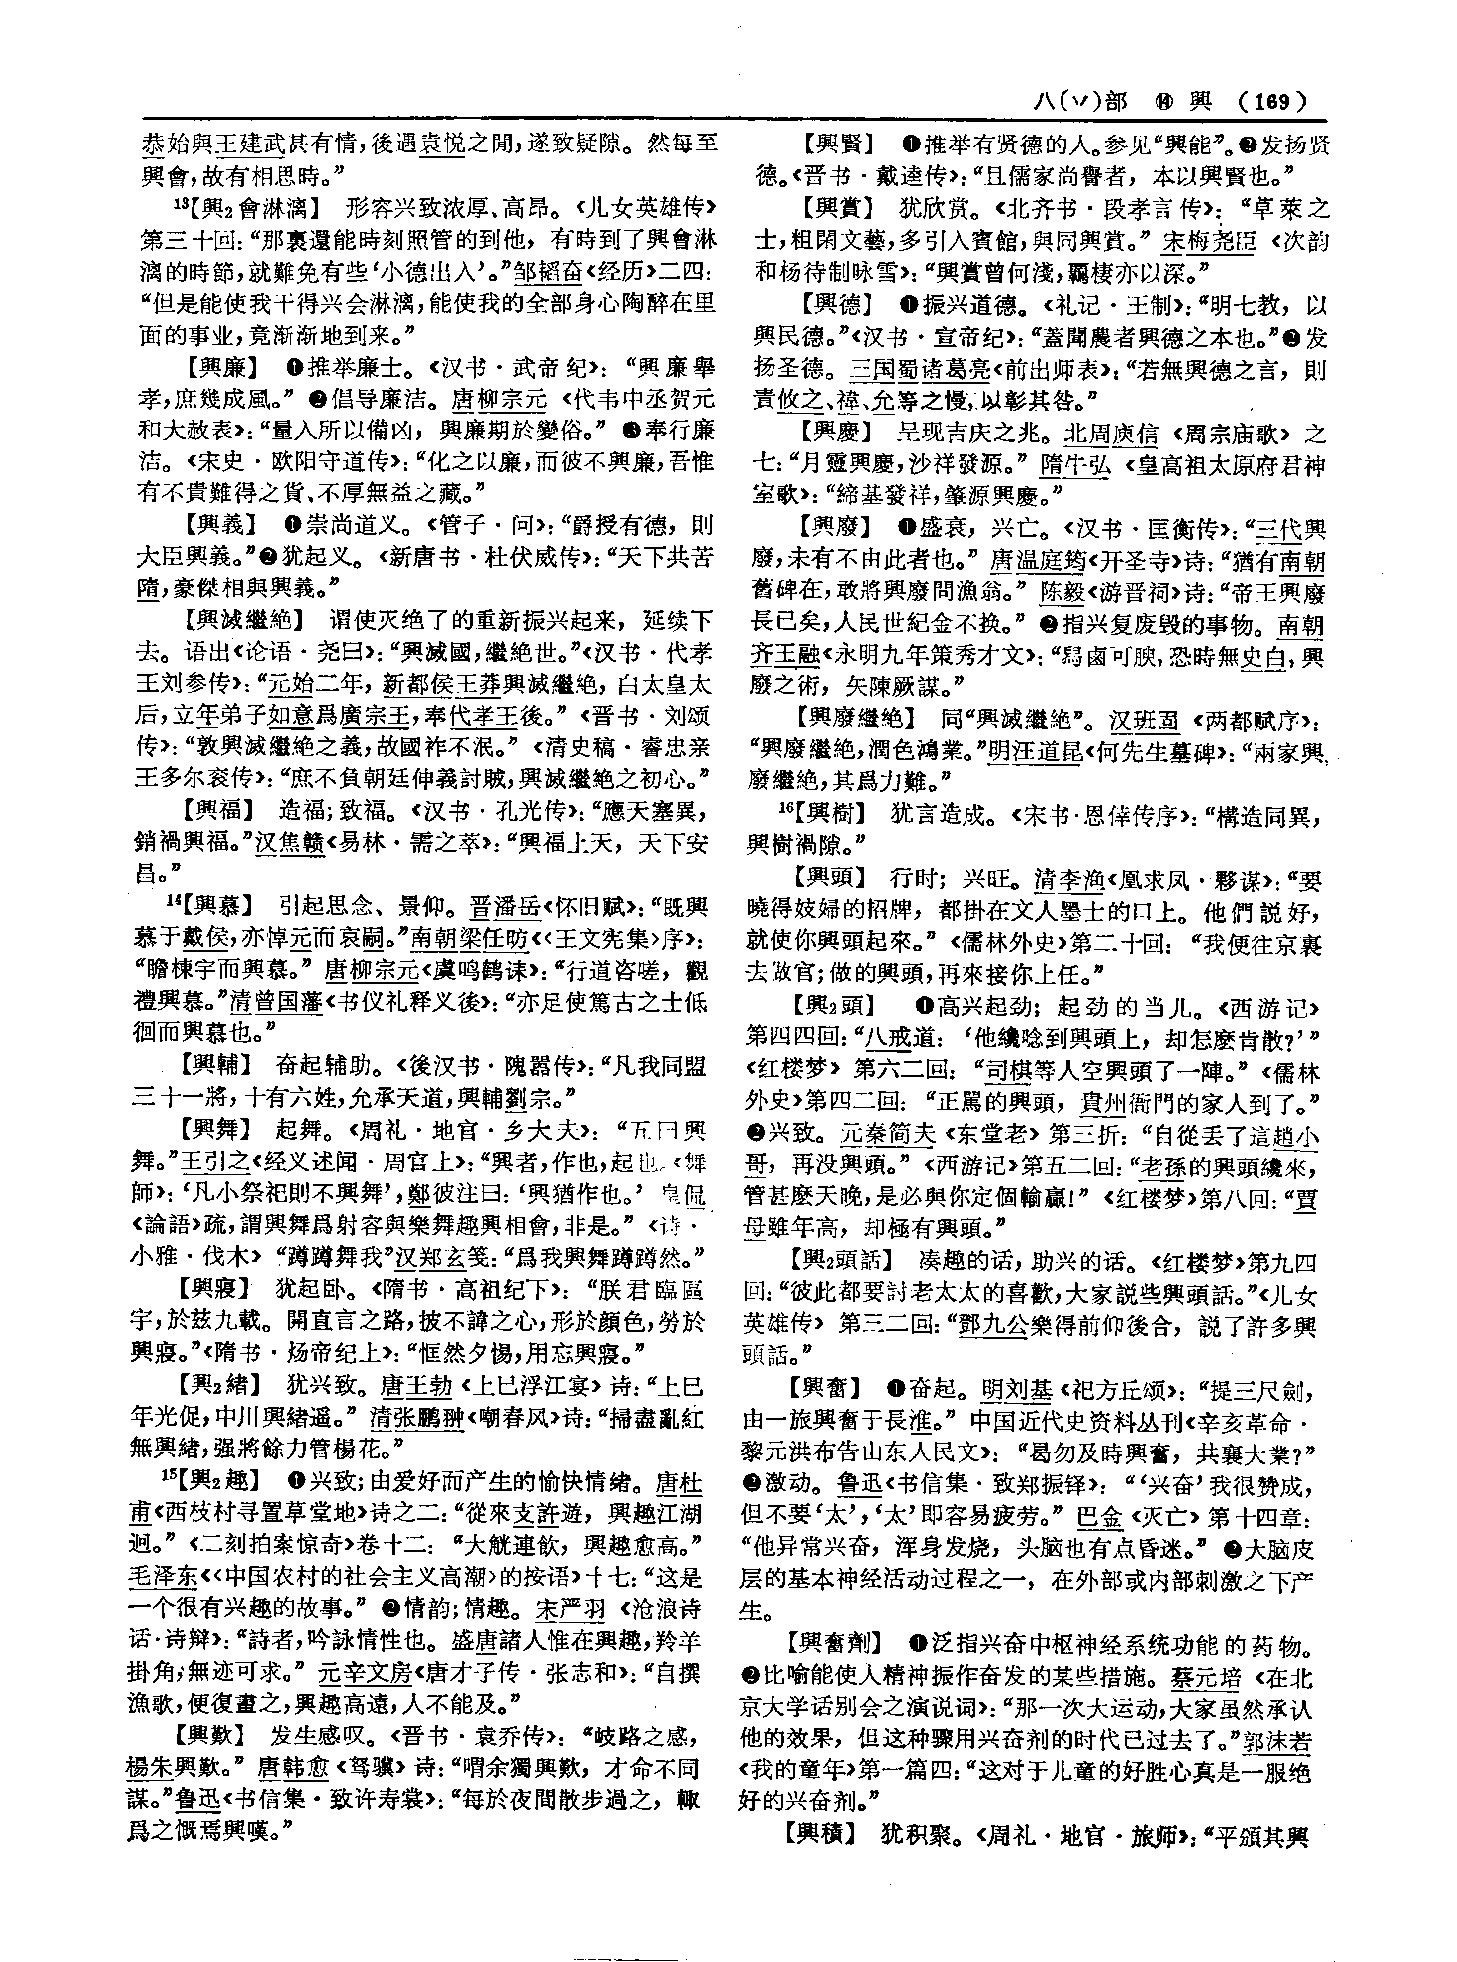 八(丷)部 ⑭ 興 (169)
恭始與王建武甚有情，後遇袁悦之間，遂致疑隙。然每至
興會，故有相思時。”
13【興2會淋漓】 形容兴致浓厚、高昂。《儿女英雄传》
第三十回：“那裏還能時刻照管的到他，有時到了興會淋
漓的時節，就難免有些‘小德出入’。”邹韬奋《经历》二四：
“但是能使我干得兴会淋漓，能使我的全部身心陶醉在里
面的事业，竟渐渐地到来。”
【興廉】 ❶推举廉士。《汉书·武帝纪》：“興廉舉
孝，庶幾成風。”❷倡导廉洁。唐柳宗元《代韦中丞贺元
和大赦表》：“量入所以備凶，興廉期於變俗。”❸奉行廉
洁。《宋史·欧阳守道传》：“化之以廉，而彼不興廉，吾惟
有不貴難得之貨、不厚無益之藏。”
【興義】 ❶崇尚道义。《管子·问》：“爵授有德，則
大臣興義。”❷犹起义。《新唐书·杜伏威传》：“天下共苦
隋，豪傑相與興義。”
【興滅繼絶】 谓使灭绝了的重新振兴起来，延续下
去。语出《论语·尧曰》：“興滅國，繼絶世。”《汉书·代孝
王刘参传》：“元始二年，新都侯王莽興滅繼絶，白太皇太
后，立年弟子如意爲廣宗王，奉代孝王後。”《晋书·刘颂
传》：“敦興滅繼絶之義，故國祚不泯。”《清史稿·睿忠亲
王多尔衮传》：“庶不負朝廷伸義討賊，興滅繼絶之初心。”
【興福】 造福；致福。《汉书·孔光传》：“應天塞異，
銷禍興福。”汉焦赣《易林·需之萃》：“興福上天，天下安
昌。”
14【興慕】 引起思念、景仰。晋潘岳《怀旧赋》：“既興
慕于戴侯，亦悼元而哀嗣。”南朝梁任昉《〈王文宪集〉序》：
“瞻棟宇而興慕。”唐柳宗元《虞鸣鹤诔》：“行道咨嗟，觀
禮興慕。”清曾国藩《书仪礼释义後》：“亦足使篤古之士低
徊而興慕也。”
【興輔】 奋起辅助。《後汉书·隗嚣传》：“凡我同盟
三十一將，十有六姓，允承天道，興輔劉宗。”
【興舞】 起舞。《周礼·地官·乡大夫》：“五曰興
舞。”王引之《经义述闻·周官上》：“興者，作也，起也。《舞
師》：‘凡小祭祀則不興舞’，鄭彼注曰：‘興猶作也。’皇侃
《論語》疏，謂興舞爲射容與樂舞趣興相會，非是。”《诗·
小雅·伐木》“蹲蹲舞我”汉郑玄笺：“爲我興舞蹲蹲然。”
【興寢】 犹起卧。《隋书·高祖纪下》：“朕君臨區
宇，於兹九載。開直言之路，披不諱之心，形於顔色，勞於
興寢。”《隋书·炀帝纪上》：“恇然夕惕，用忘興寢。”
【興2緒】 犹兴致。唐王勃《上巳浮江宴》诗：“上巳
年光促，中川興緒遥。”清张鹏翀《嘲春风》诗：“掃盡亂紅
無興緒，强將餘力管楊花。”
15【興2趣】 ❶兴致；由爱好而产生的愉快情绪。唐杜
甫《西枝村寻置草堂地》诗之二：“從來支許遊，興趣江湖
迥。”《二刻拍案惊奇》卷十二：“大觥連飲，興趣愈高。”
毛泽东《〈中国农村的社会主义高潮〉的按语》十七：“这是
一个很有兴趣的故事。”❷情韵；情趣。宋严羽《沧浪诗
话·诗辩》：“詩者，吟詠情性也。盛唐諸人惟在興趣，羚羊
掛角，無迹可求。”元辛文房《唐才子传·张志和》：“自撰
漁歌，便復畫之，興趣高遠，人不能及。”
【興歎】 发生感叹。《晋书·袁乔传》：“岐路之感，
楊朱興歎。”唐韩愈《驽骥》诗：“喟余獨興歎，才命不同
謀。”鲁迅《书信集·致许寿裳》：“每於夜間散步過之，輒
爲之慨焉興嘆。”
【興賢】 ❶推举有贤德的人。参见“興能”。❷发扬贤
德。《晋书·戴逵传》：“且儒家尚譽者，本以興賢也。”
【興賞】 犹欣赏。《北齐书·段孝言传》：“草萊之
士，粗閑文藝，多引入賓館，與同興賞。”宋梅尧臣《次韵
和杨待制咏雪》：“興賞曾何淺，羈棲亦以深。”
【興德】 ❶振兴道德。《礼记·王制》：“明七教，以
興民德。”《汉书·宣帝纪》：“蓋聞農者興德之本也。”❷发
扬圣德。三国蜀诸葛亮《前出师表》：“若無興德之言，則
責攸之、禕、允等之慢，以彰其咎。”
【興慶】 呈现吉庆之兆。北周庾信《周宗庙歌》之
七：“月靈興慶，沙祥發源。”隋牛弘《皇高祖太原府君神
室歌》：“締基發祥，肇源興慶。”
【興廢】 ❶盛衰，兴亡。《汉书·匡衡传》：“三代興
廢，未有不由此者也。”唐温庭筠《开圣寺》诗：“猶有南朝
舊碑在，敢將興廢問漁翁。”陈毅《游晋祠》诗：“帝王興廢
長已矣，人民世紀金不换。”❷指兴复废毁的事物。南朝
齐王融《永明九年策秀才文》：“舄鹵可腴，恐時無史白，興
廢之術，矢陳厥謀。”
【興廢繼絶】 同“興滅繼絶”。汉班固《两都赋序》：
“興廢繼絶，潤色鴻業。”明汪道昆《何先生墓碑》：“兩家興
廢繼絶，其爲力難。”
16【興樹】 犹言造成。《宋书·恩倖传序》：“構造同異，
興樹禍隙。”
【興頭】 行时；兴旺。清李渔《凰求凤·夥谋》：“要
曉得妓婦的招牌，都掛在文人墨士的口上。他們説好，
就使你興頭起來。”《儒林外史》第二十回：“我便往京裏
去做官；做的興頭，再來接你上任。”
【興2頭】 ❶高兴起劲；起劲的当儿。《西游记》
第四四回：“八戒道：‘他纔唸到興頭上，却怎麽肯散？’”
《红楼梦》第六二回：“司棋等人空興頭了一陣。”《儒林
外史》第四二回：“正駡的興頭，貴州衙門的家人到了。”
❷兴致。元秦简夫《东堂老》第三折：“自從丢了這趙小
哥，再没興頭。”《西游记》第五二回：“老孫的興頭纔來，
管甚麽天晚，是必與你定個輸贏！”《红楼梦》第八回：“賈
母雖年高，却極有興頭。”
【興2頭話】 凑趣的话，助兴的话。《红楼梦》第九四
回：“彼此都要討老太太的喜歡，大家説些興頭話。”《儿女
英雄传》第三二回：“鄧九公樂得前仰後合，説了許多興
頭話。”
【興奮】 ❶奋起。明刘基《祀方丘颂》：“提三尺劍，
由一旅興奮于長淮。”中国近代史资料丛刊《辛亥革命·
黎元洪布告山东人民文》：“曷勿及時興奮，共襄大業？”
❷激动。鲁迅《书信集·致郑振铎》：“‘兴奋’我很赞成，
但不要‘太’，‘太’即容易疲劳。”巴金《灭亡》第十四章：
“他异常兴奋，浑身发烧，头脑也有点昏迷。”❸大脑皮
层的基本神经活动过程之一，在外部或内部刺激之下产
生。
【興奮劑】 ❶泛指兴奋中枢神经系统功能的药物。
❷比喻能使人精神振作奋发的某些措施。蔡元培《在北
京大学话别会之演说词》：“那一次大运动，大家虽然承认
他的效果，但这种骤用兴奋剂的时代已过去了。”郭沫若
《我的童年》第一篇四：“这对于儿童的好胜心真是一服绝
好的兴奋剂。”
【興積】 犹积聚。《周礼·地官·旅师》：“平頒其興